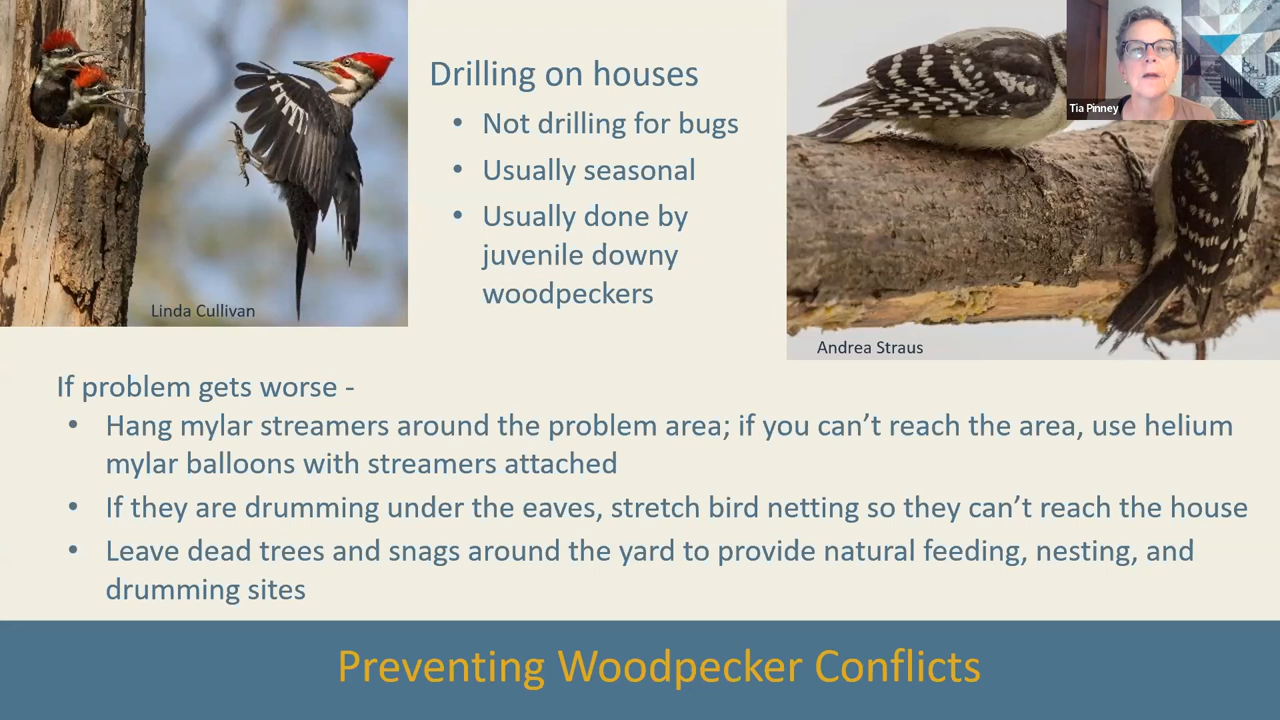 Drilling on houses
• Not drilling for bugs
• Usually seasonal
• Usually done by
juvenile downy
woodpeckers
Tia Pinney
Linda Cullivan
Andrea Straus
If problem gets worse -
• Hang mylar streamers around the problem area; if you can’t reach the area, use helium
mylar balloons with streamers attached
• If they are drumming under the eaves, stretch bird netting so they can’t reach the house
• Leave dead trees and snags around the yard to provide natural feeding, nesting, and
drumming sites
Preventing Woodpecker Conflicts